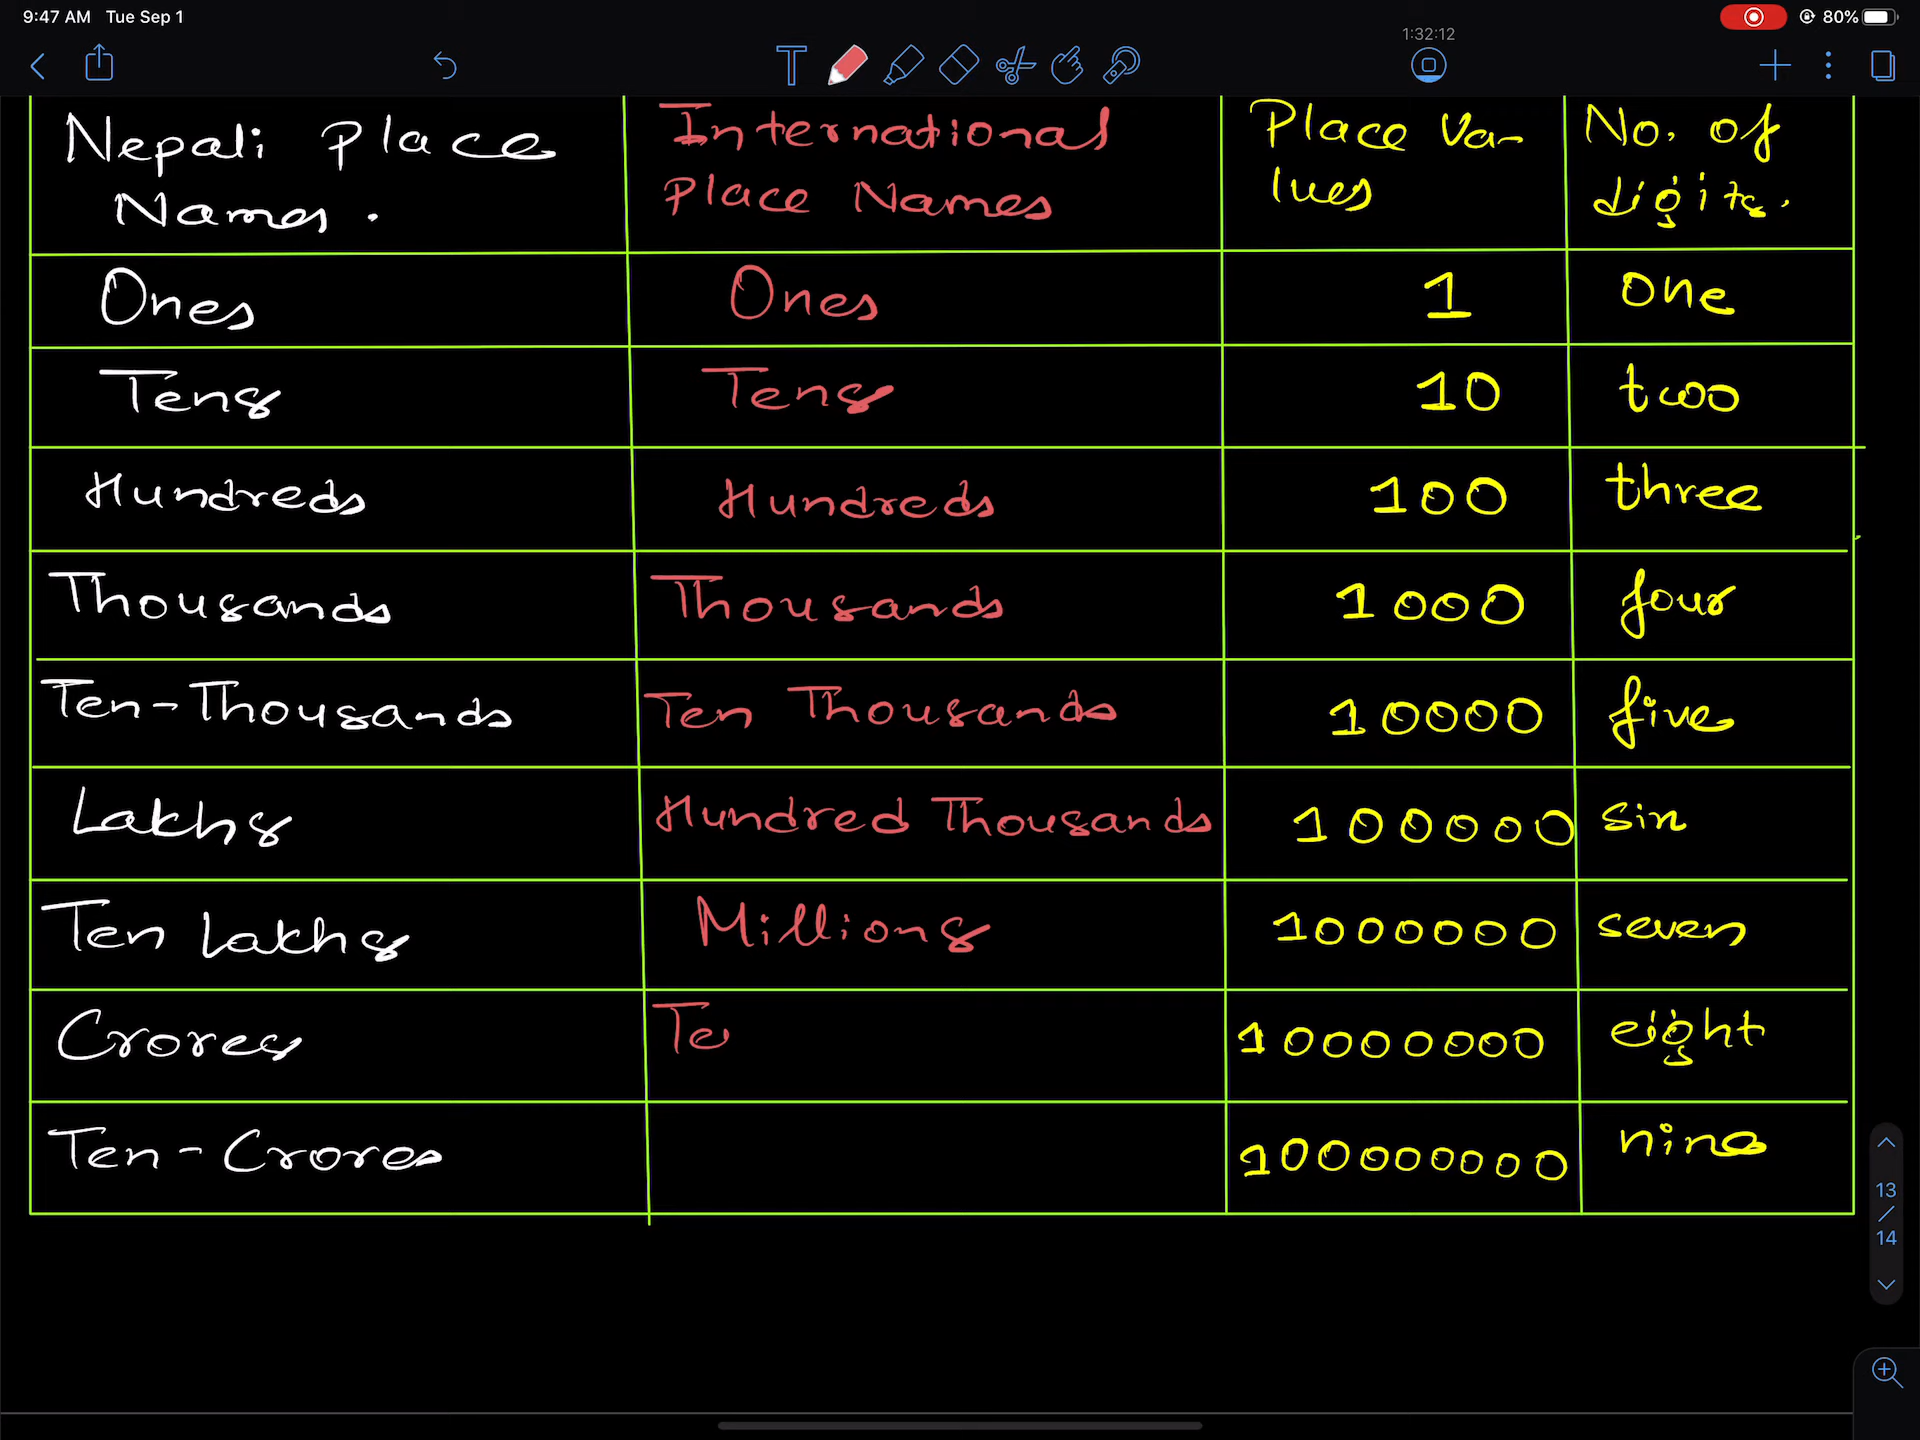 9:47 AM Tue Sep 1
80%
1:32:12
Nepali Place
Names.
International
Place Names
Place Va-
lues
No. of
digits.
Ones Ones 1 one
Tens Tens 10 two
Hundreds Hundreds 100 three
Thousands Thousands 1000 four
Ten-Thousands Ten Thousands 10000 five
Lakhs Hundred Thousands 100000 six
Ten Lakhs Millions 1000000 seven
Crores Te 10000000 eight
Ten-Crores 100000000 nine
13
/
14